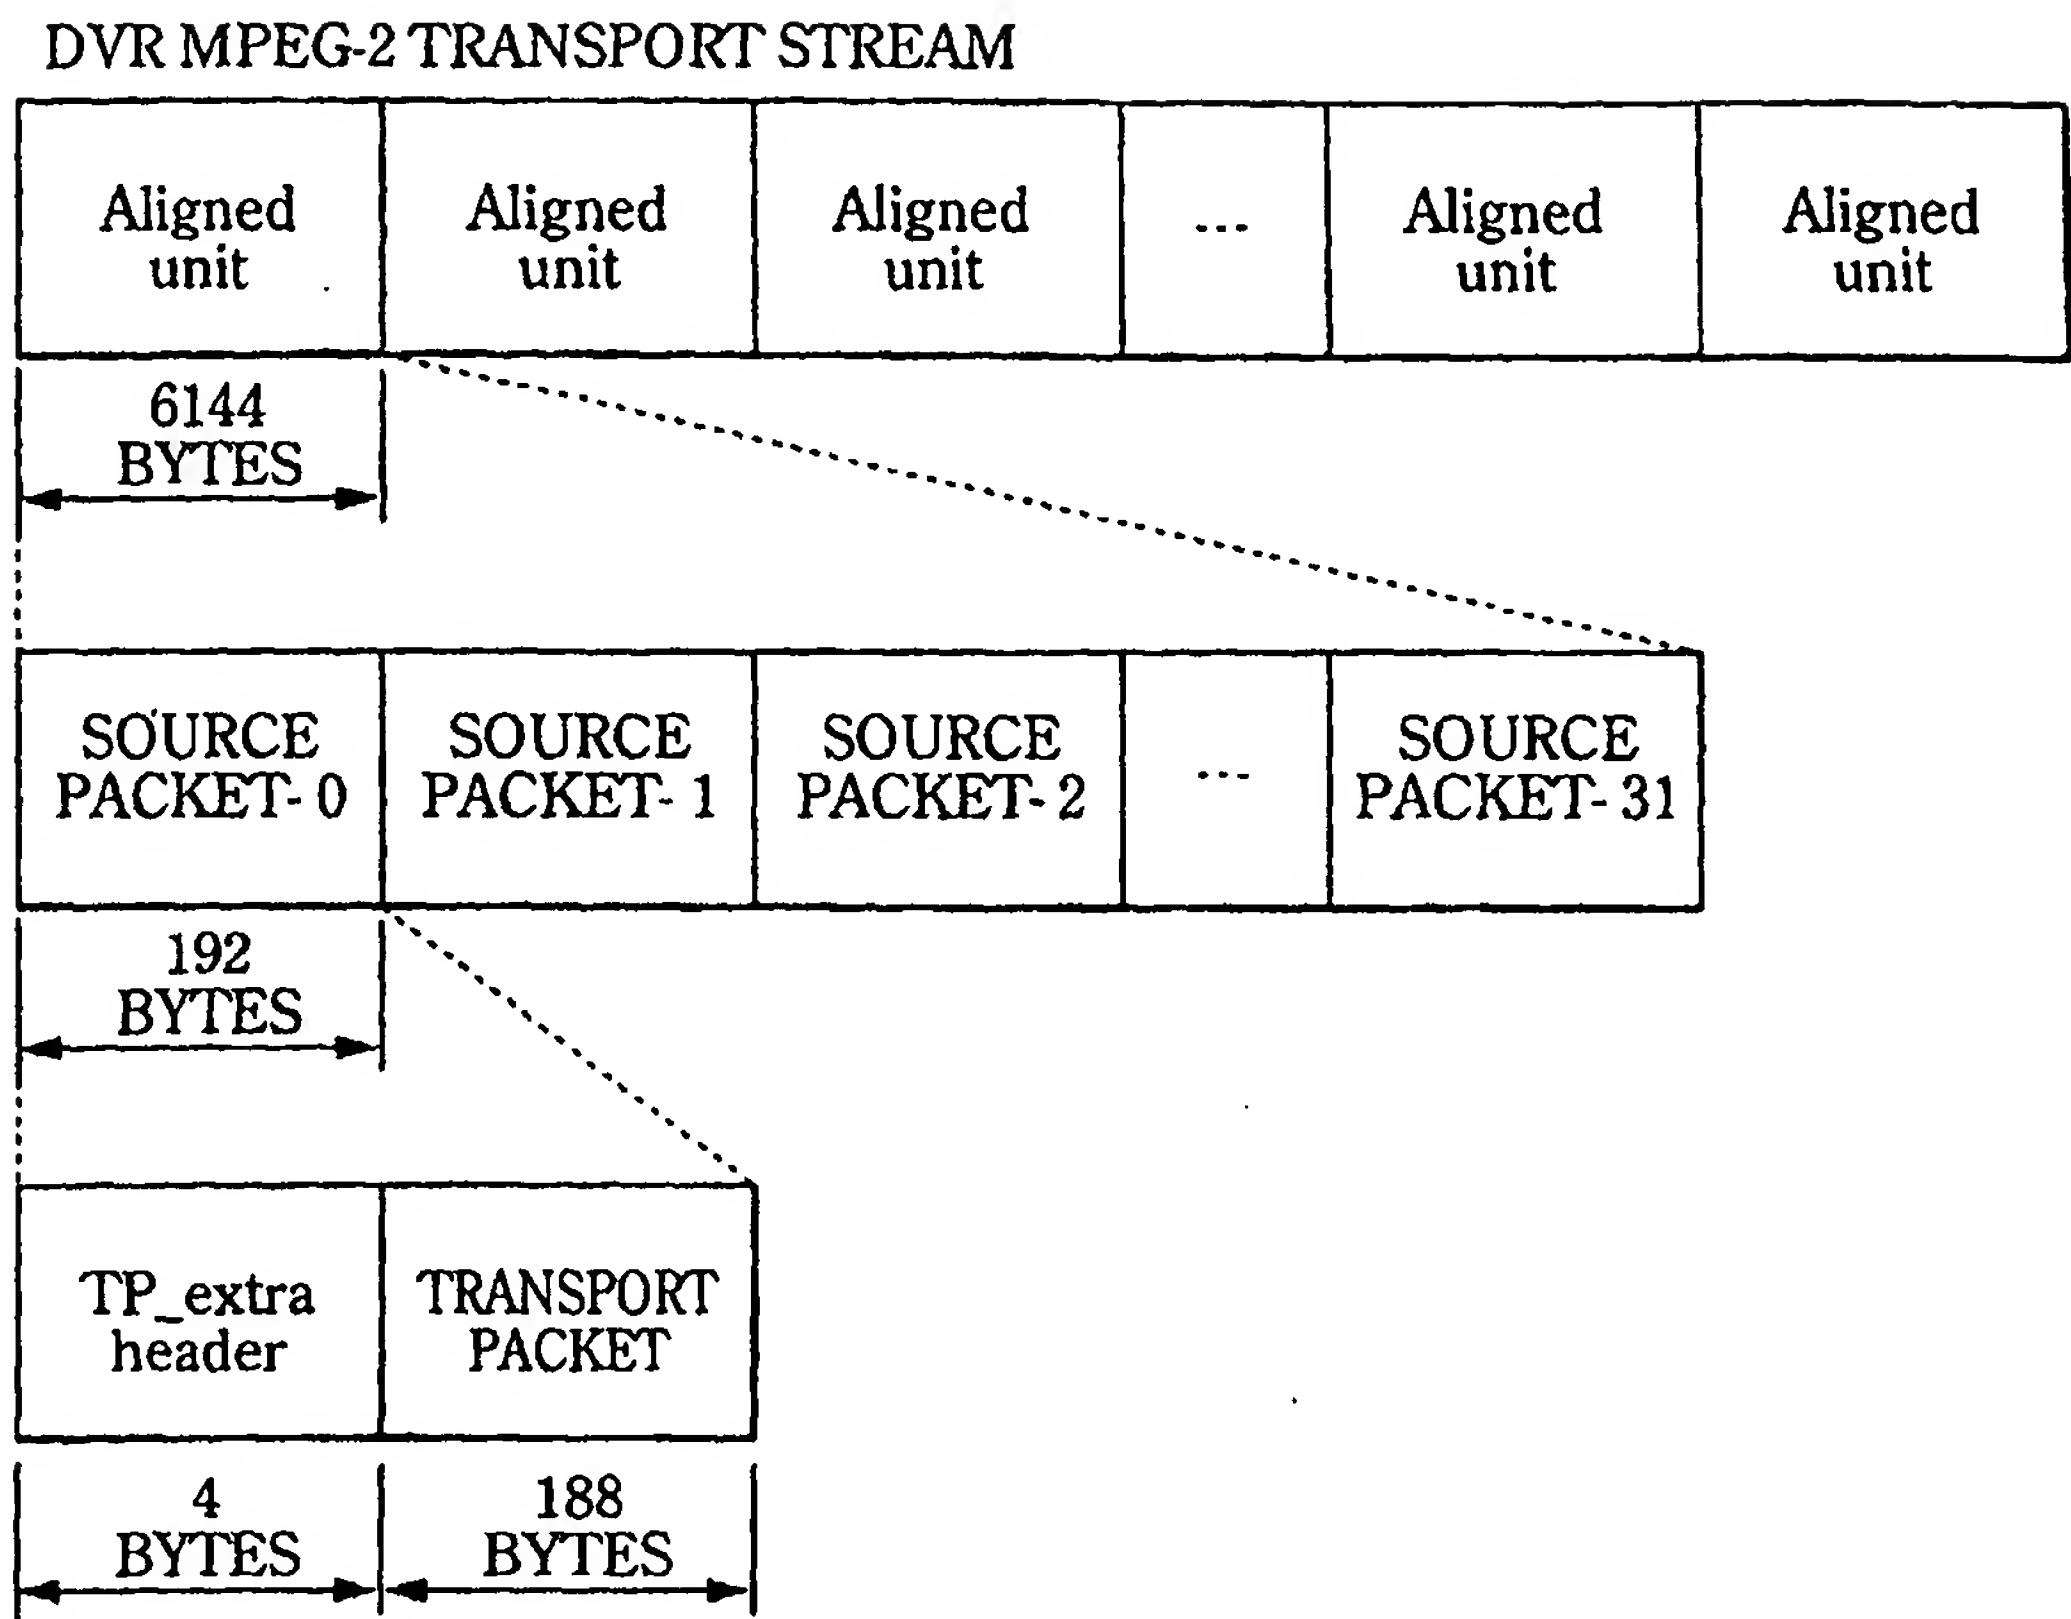 DVR MPEG-2 TRANSPORT STREAM
Aligned unit
Aligned unit
Aligned unit
...
Aligned unit
Aligned unit
6144 BYTES
SOURCE PACKET- 0
SOURCE PACKET- 1
SOURCE PACKET- 2
...
SOURCE PACKET- 31
192 BYTES
TP_extra header
TRANSPORT PACKET
4 BYTES
188 BYTES